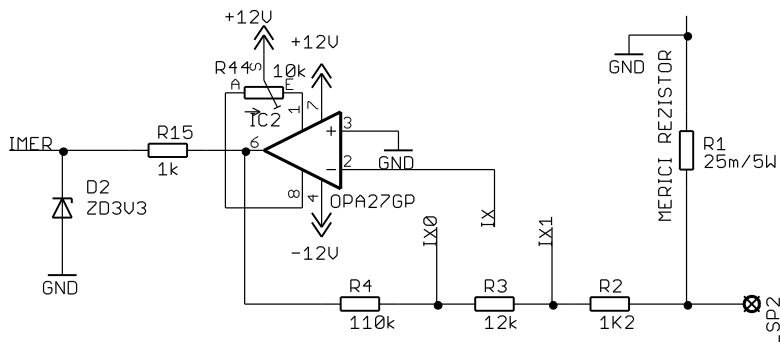 +12V
+12V
R44
S
10k
A
E
GND
MERICI REZISTOR
7
1
IC2
3
R1
25m/5W
IMER
R15
6
+
GND
1k
2
-
D2
ZD3V3
8
4
OPA27GP
IX0
IX
IX1
-12V
GND
R4
R3
R2
110k
12k
1K2
-SP2